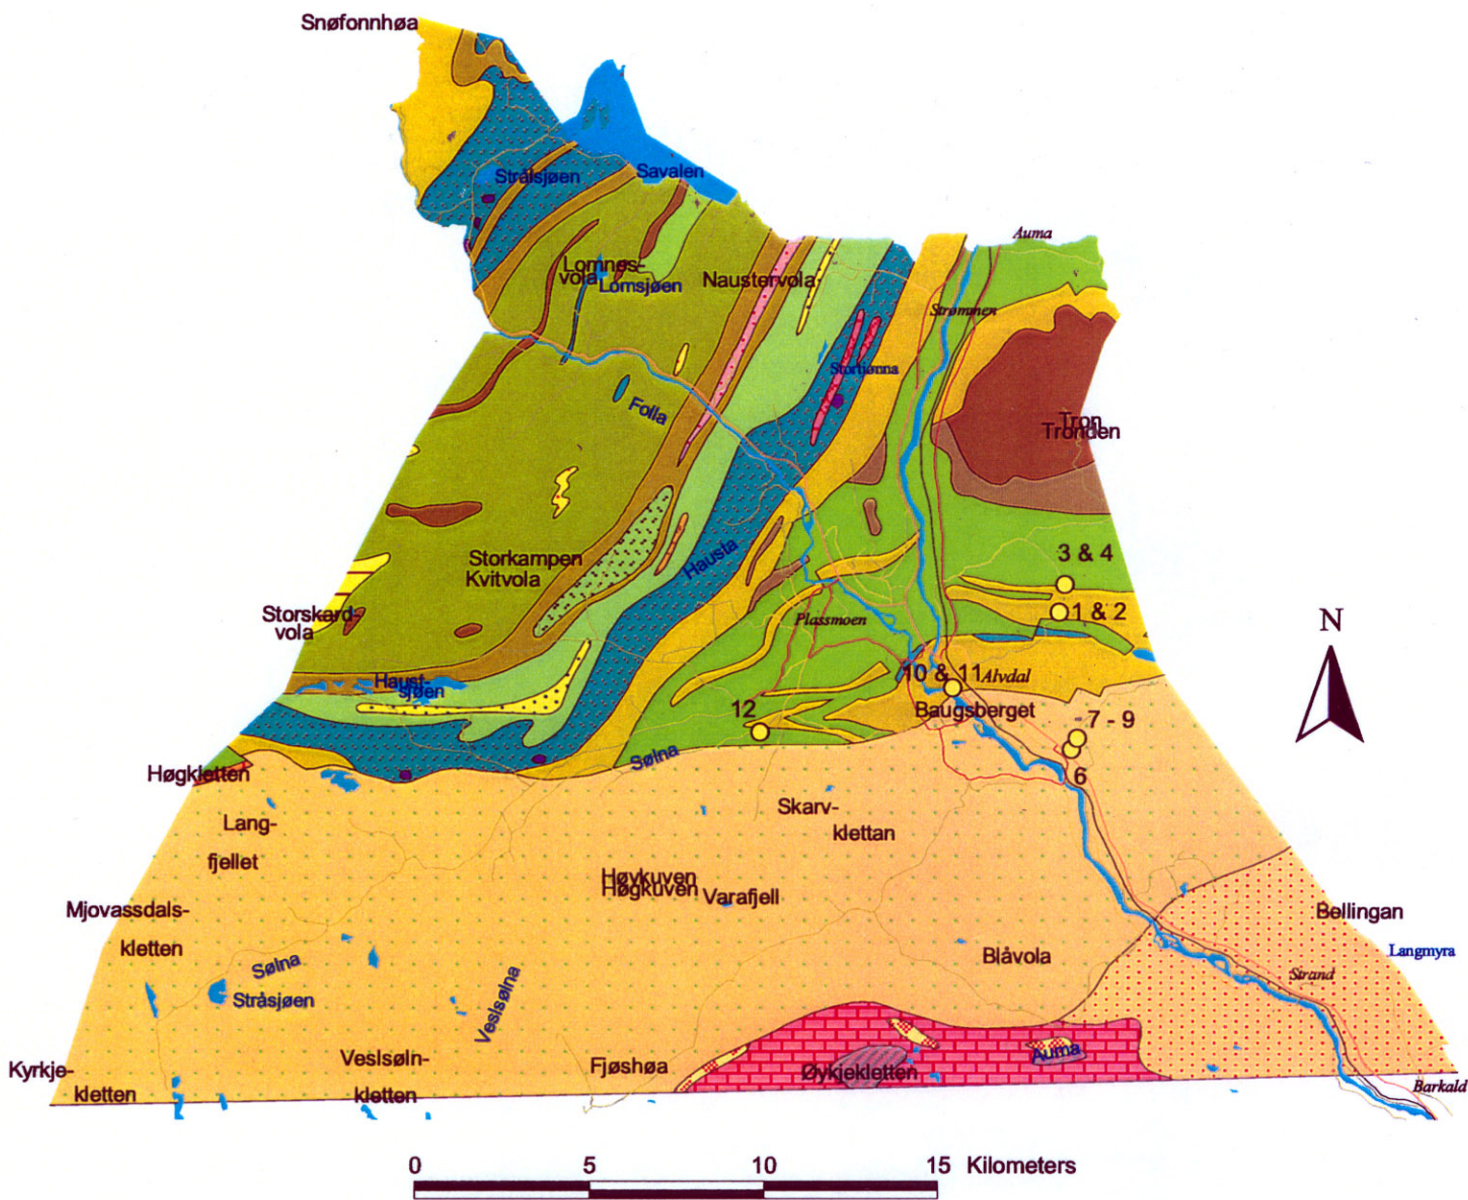 Snøfonnhøa
Strålsjøen
Savalen
Auma
Lomnes-
vola
Lomsjøen
Naustervola
Strømmen
Stortjønna
Folla
Tron
Tronden
Storkampen
Kvitvola
Hausta
3 & 4
1 & 2
Storskard-
vola
Plassmoen
N
Haust-
sjøen
10 & 11
Alvdal
Baugsberget
12
7 - 9
6
Sølna
Høgkletten
Lang-
fjellet
Skarv-
klettan
Høykuven
Høgkuven
Varafjell
Mjovassdals-
kletten
Bellingan
Langmyra
Blåvola
Sølna
Stråsjøen
Veslsølna
Strand
Kyrkje-
kletten
Veslsøln-
kletten
Fjøshøa
Øykjekletten
Auma
Barkald
0 5 10 15 Kilometers